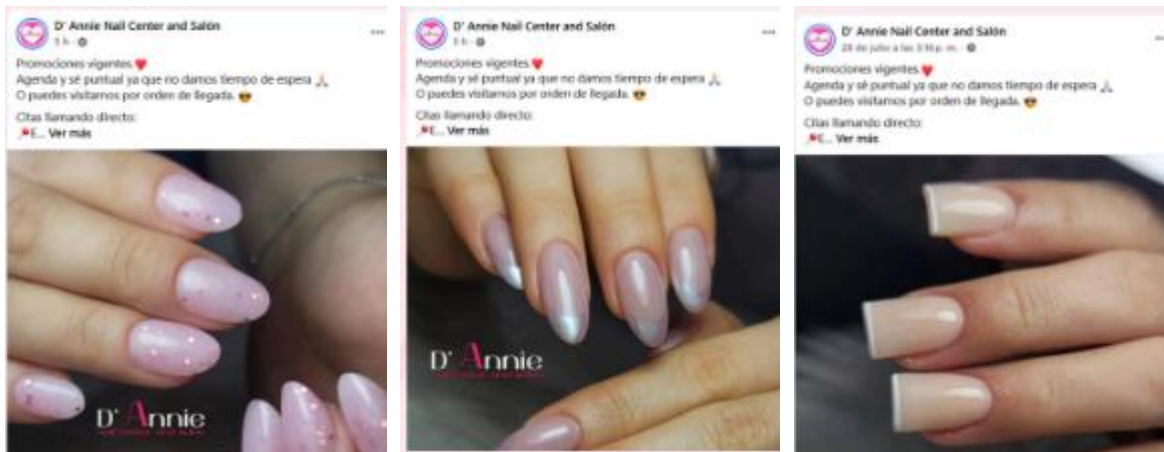 D' Annie Nail Center and Salón
Promociones vigentes.
Agenda y sé puntual ya que no damos tiempo de espera
O puedes visitarnos por orden de llegada.
Citas llamando directo:
E... Ver más
D' Annie
D' Annie Nail Center and Salón
Promociones vigentes.
Agenda y sé puntual ya que no damos tiempo de espera
O puedes visitarnos por orden de llegada.
Citas llamando directo:
E... Ver más
D' Annie
D' Annie Nail Center and Salón
28 de julio a las 3:16 p. m.
Promociones vigentes.
Agenda y sé puntual ya que no damos tiempo de espera
O puedes visitarnos por orden de llegada.
Citas llamando directo:
E... Ver más